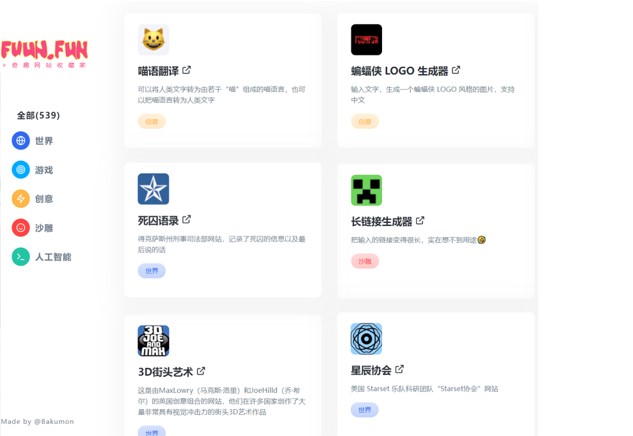 FUUN.FUN
奇趣网站收藏家
全部(539)
世界
游戏
创意
沙雕
人工智能
Made by @Bakumon
喵语翻译
可以将人类文字转为由若干“喵”组成的喵语言，也可
以把喵语言转为人类文字
创意
蝙蝠侠 LOGO 生成器
输入文字，生成一个蝙蝠侠 LOGO 风格的图片，支持
中文
创意
死囚语录
得克萨斯州刑事司法部网站，记录了死囚的信息以及最
后说的话
世界
长链接生成器
把输入的链接变得很长，实在想不到用途🤣
沙雕
3D JOE AND MAX
3D街头艺术
这是由MaxLowry（马克斯·洛里）和JoeHilld（乔·希
尔）的英国创意组合的网站，他们在许多国家创作了大
量非常具有视觉冲击力的街头3D艺术作品
世界
星辰协会
美国 Starset 乐队科研团队“Starset协会”网站
世界